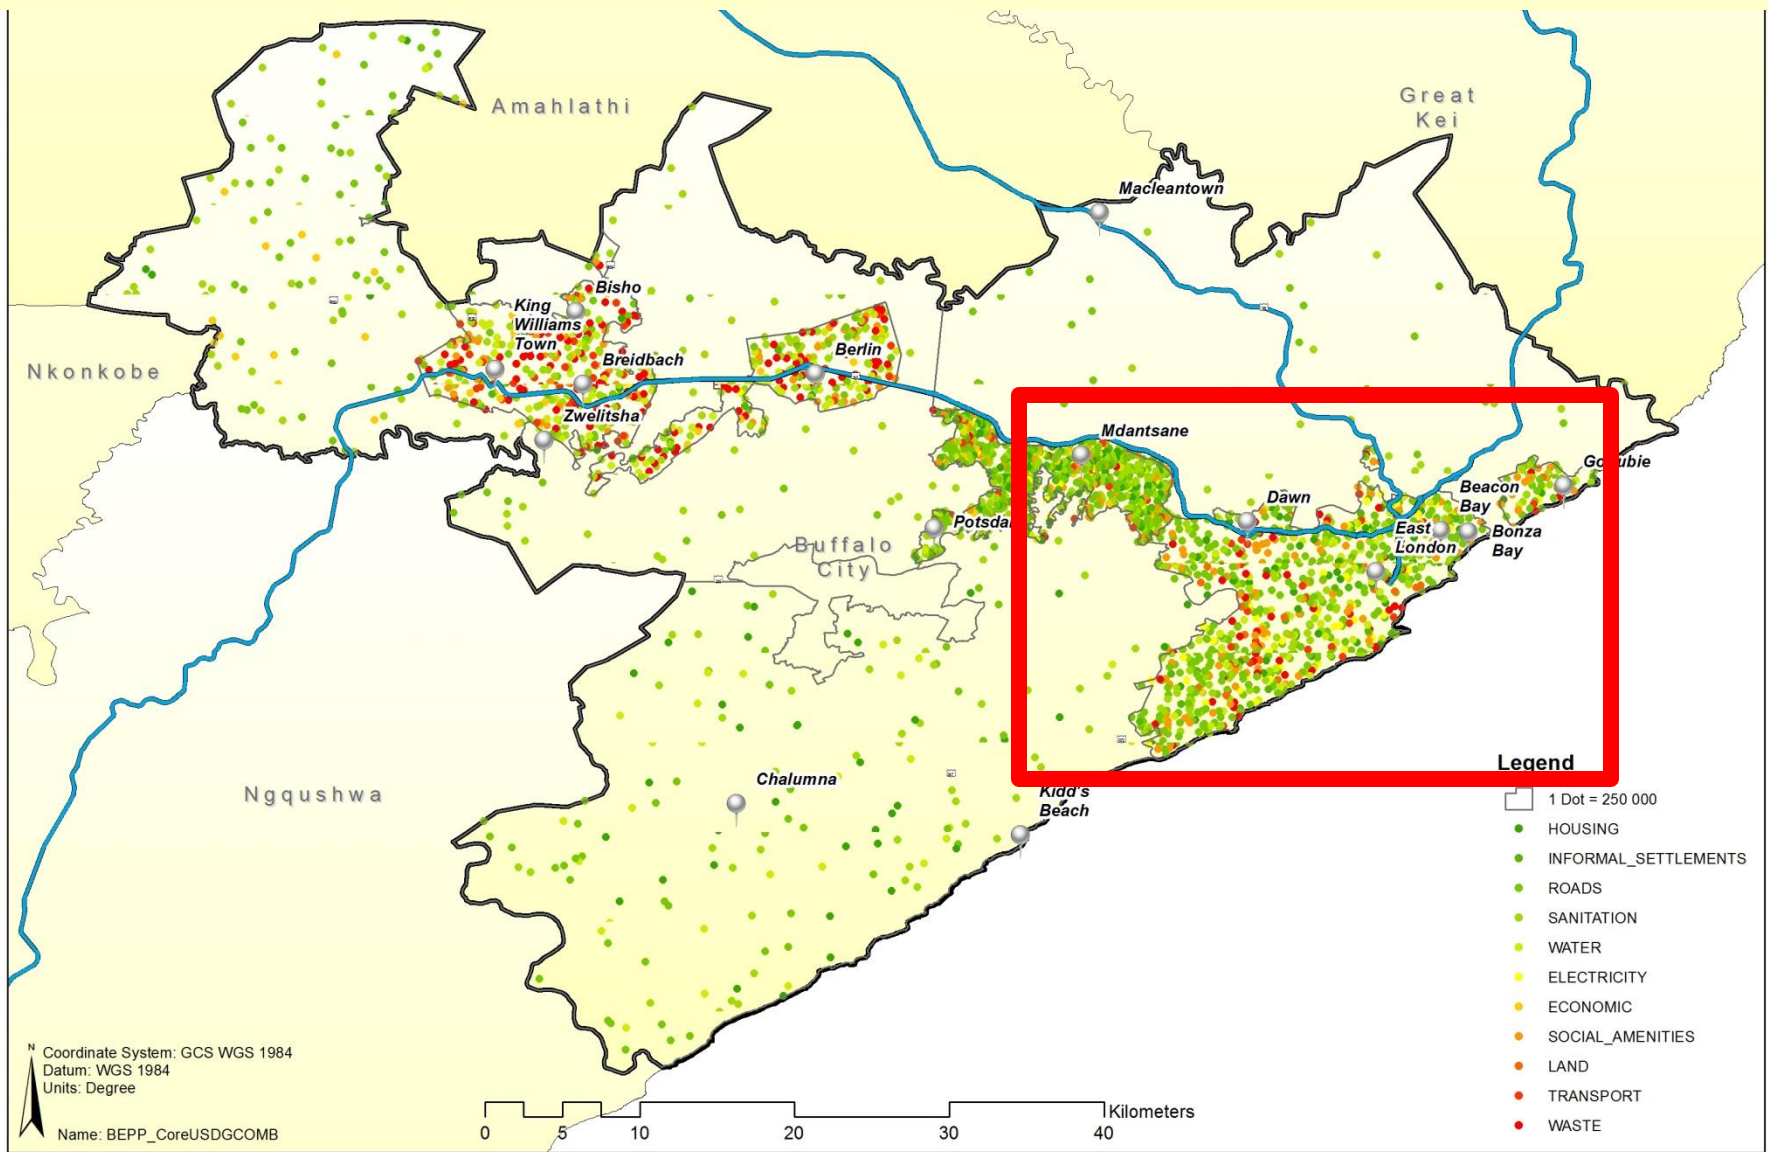 Amahlathi
Great
Kei
Macleantown
Bisho
King
Williams
Town
Breidbach
Berlin
Nkonkobe
Zwelitsha
Mdantsane
Beacon
Bay
Dawn
East
London
Bonza
Bay
Buffalo
City
Ngqushwa
Chalumna
Kidd's
Beach
Legend
1 Dot = 250 000
HOUSING
INFORMAL_SETTLEMENTS
ROADS
SANITATION
WATER
ELECTRICITY
ECONOMIC
SOCIAL_AMENITIES
LAND
TRANSPORT
WASTE
N
Coordinate System: GCS WGS 1984
Datum: WGS 1984
Units: Degree
Name: BEPP_CoreUSDGCOMB
Kilometers
0 5 10 20 30 40